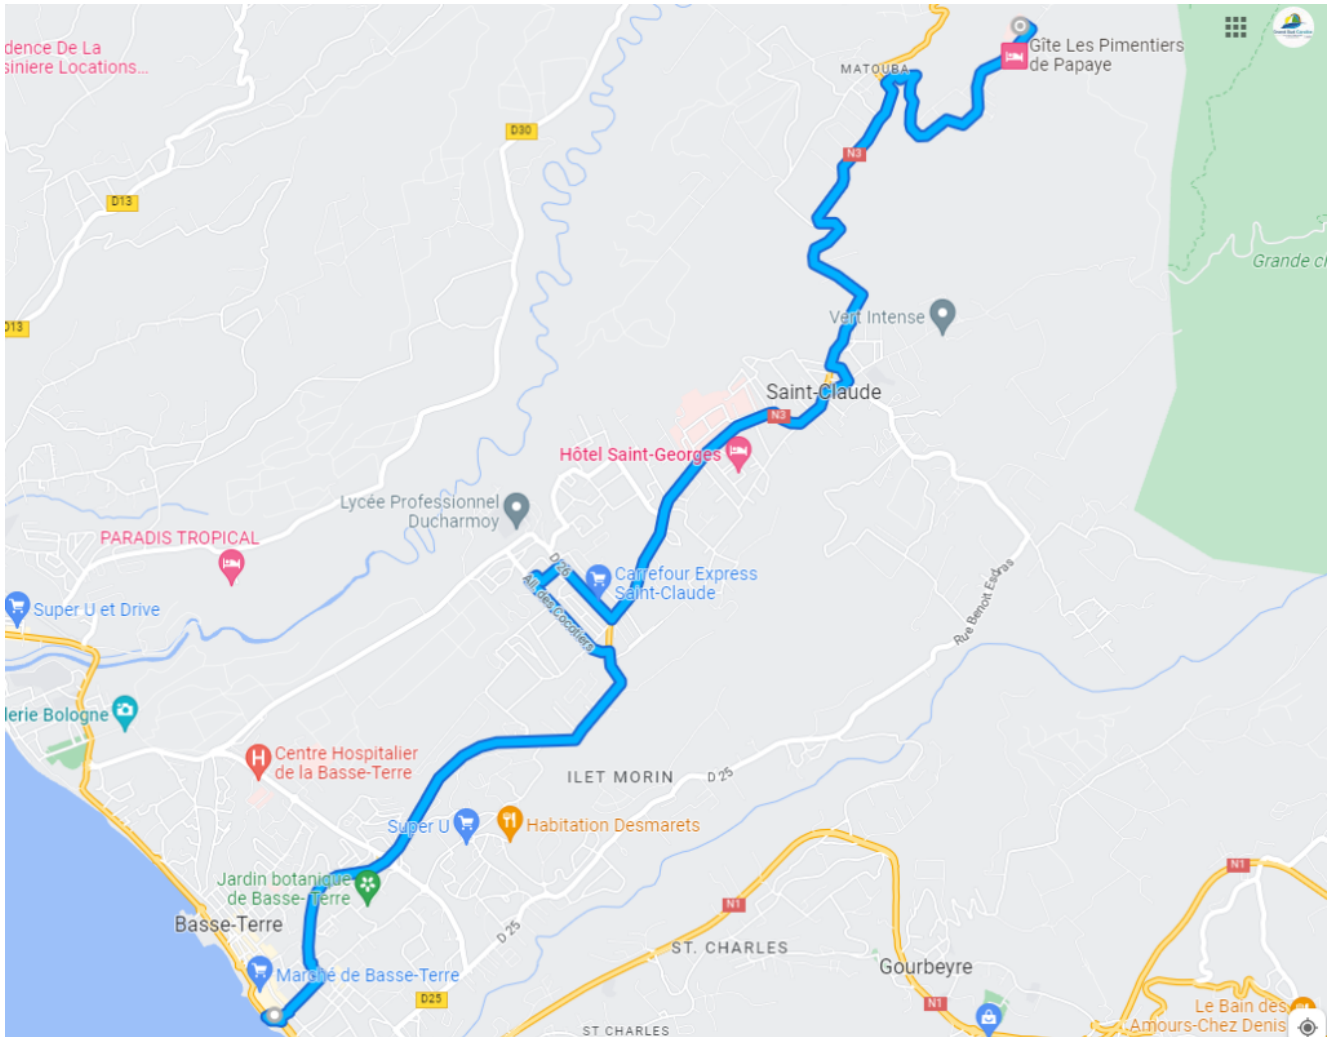 dence De La
siniere Locations...
Gîte Les Pimentiers
de Papaye
MATOUBA
D30
N3
D13
Grande c
D13
Vert Intense
Saint-Claude
N3
Hôtel Saint-Georges
Lycée Professionnel
Ducharmoy
PARADIS TROPICAL
D 26
Carrefour Express
Saint-Claude
All. des Cocotiers
Rue Benoit Esdras
Super U et Drive
lerie Bologne
Centre Hospitalier
de la Basse-Terre
ILET MORIN
D 25
Super U
Habitation Desmarets
Jardin botanique
de Basse-Terre
N1
N1
Basse-Terre
D 25
ST. CHARLES
Gourbeyre
Marché de Basse-Terre
D25
N1
Le Bain des
Amours-Chez Denis
ST CHARLES